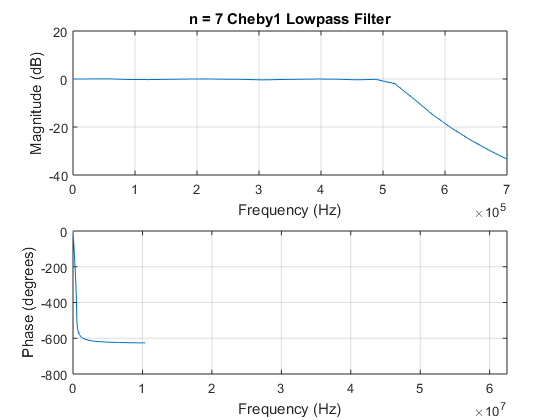 n = 7 Cheby1 Lowpass Filter
20
0
-20
-40
Magnitude (dB)
0 1 2 3 4 5 6 7
Frequency (Hz)
×10^5
0
-200
-400
-600
-800
Phase (degrees)
0 1 2 3 4 5 6
Frequency (Hz)
×10^7